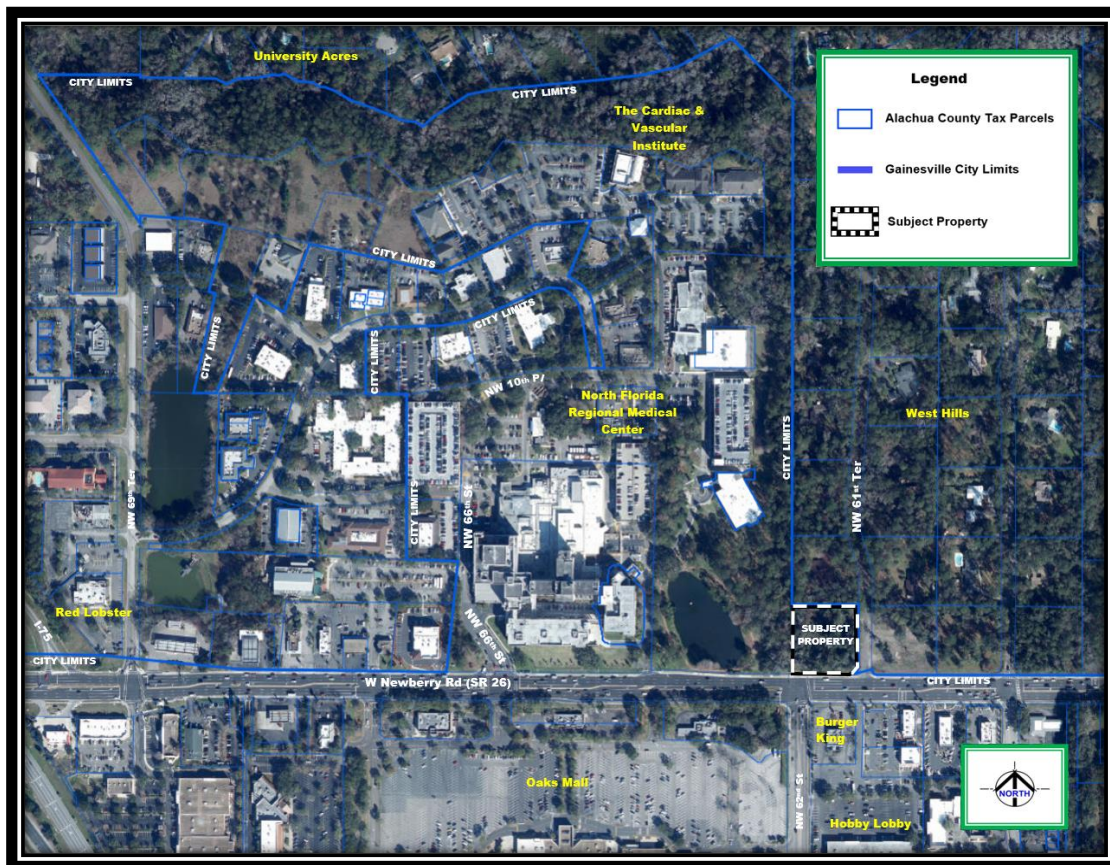 University Acres
CITY LIMITS
CITY LIMITS
The Cardiac &
Vascular
Institute
Legend
Alachua County Tax Parcels
Gainesville City Limits
Subject Property
CITY LIMITS
CITY LIMITS
CITY LIMITS
CITY LIMITS
NW 10th Pl
North Florida
Regional Medical
Center
West Hills
CITY LIMITS
NW 69th Ter
CITY LIMITS
NW 66th St
NW 61st Ter
Red Lobster
I-75
NW 66th St
SUBJECT
PROPERTY
CITY LIMITS
W Newberry Rd (SR 26)
CITY LIMITS
Burger
King
Oaks Mall
NW 62nd St
Hobby Lobby
NORTH